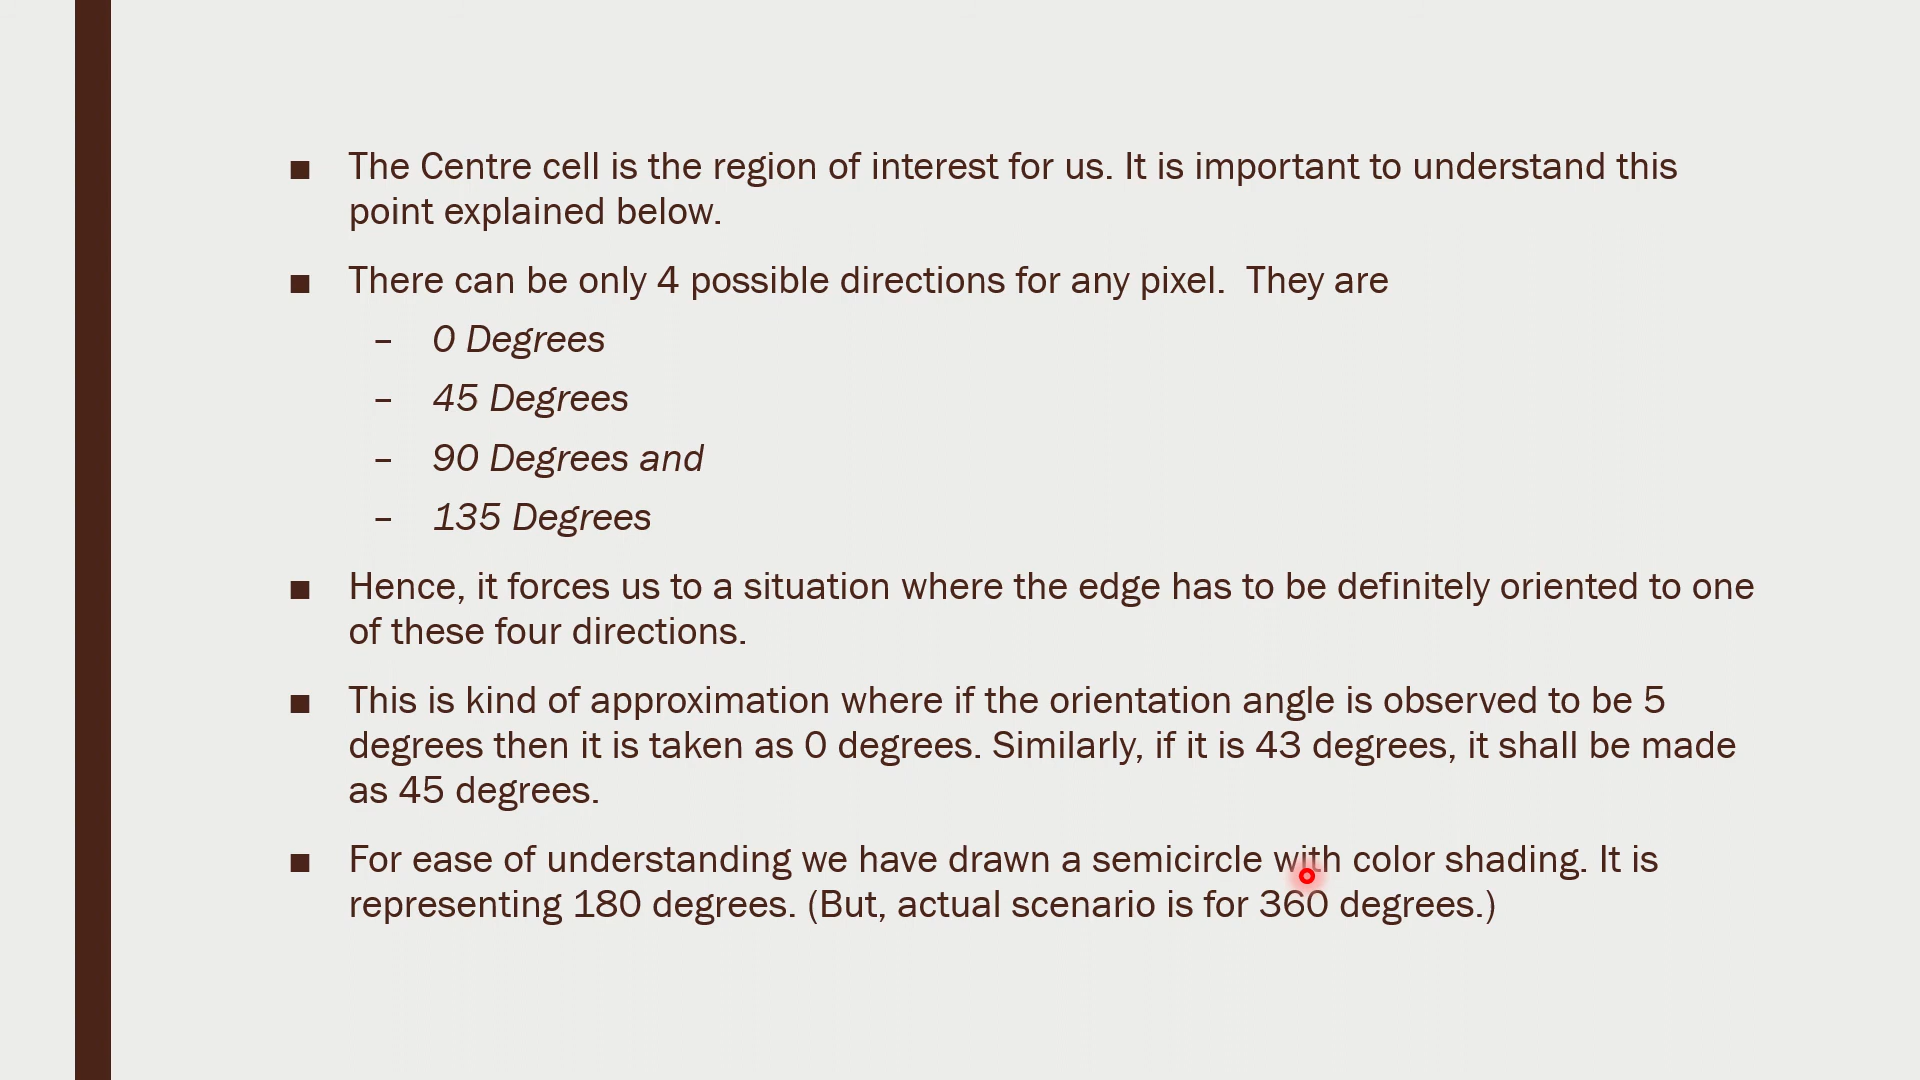 ■ The Centre cell is the region of interest for us. It is important to understand this
point explained below.
■ There can be only 4 possible directions for any pixel.  They are
– 0 Degrees
– 45 Degrees
– 90 Degrees and
– 135 Degrees
■ Hence, it forces us to a situation where the edge has to be definitely oriented to one
of these four directions.
■ This is kind of approximation where if the orientation angle is observed to be 5
degrees then it is taken as 0 degrees. Similarly, if it is 43 degrees, it shall be made
as 45 degrees.
■ For ease of understanding we have drawn a semicircle with color shading. It is
representing 180 degrees. (But, actual scenario is for 360 degrees.)